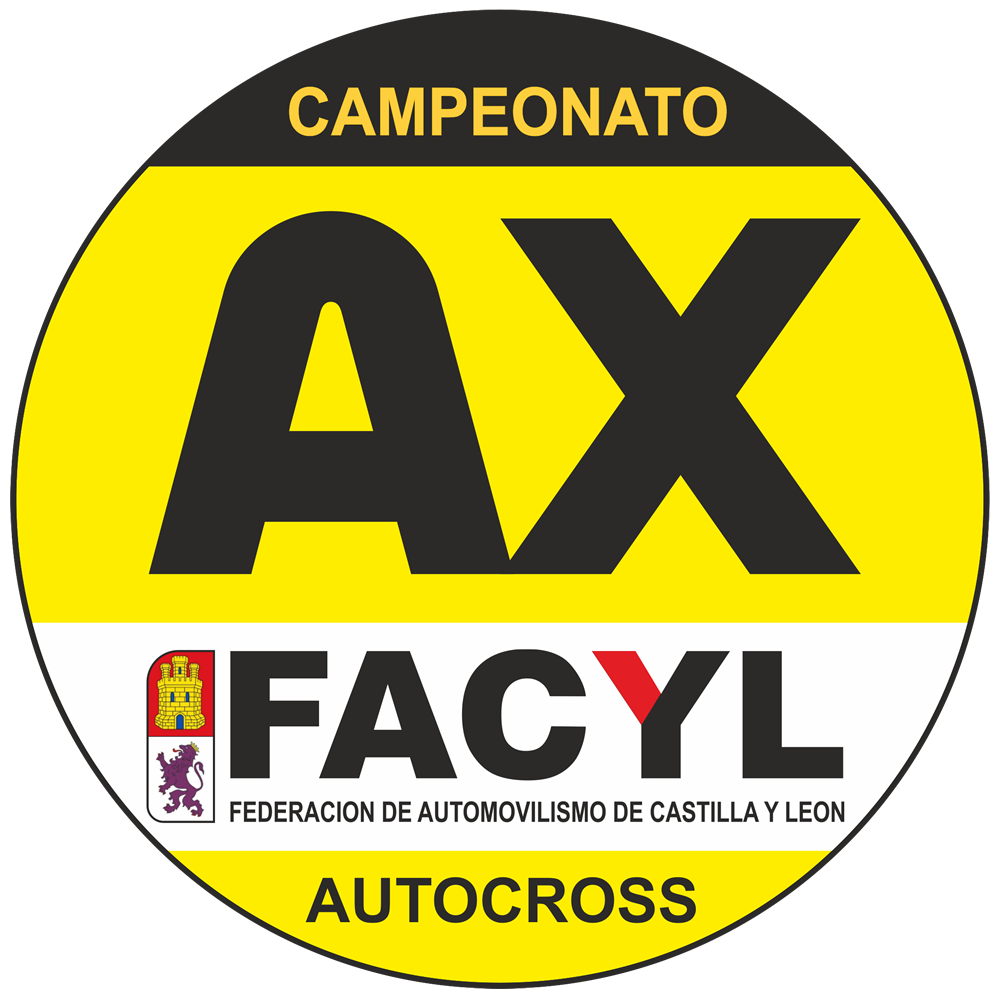 CAMPEONATO
AX
FACYL
FEDERACION DE AUTOMOVILISMO DE CASTILLA Y LEON
AUTOCROSS